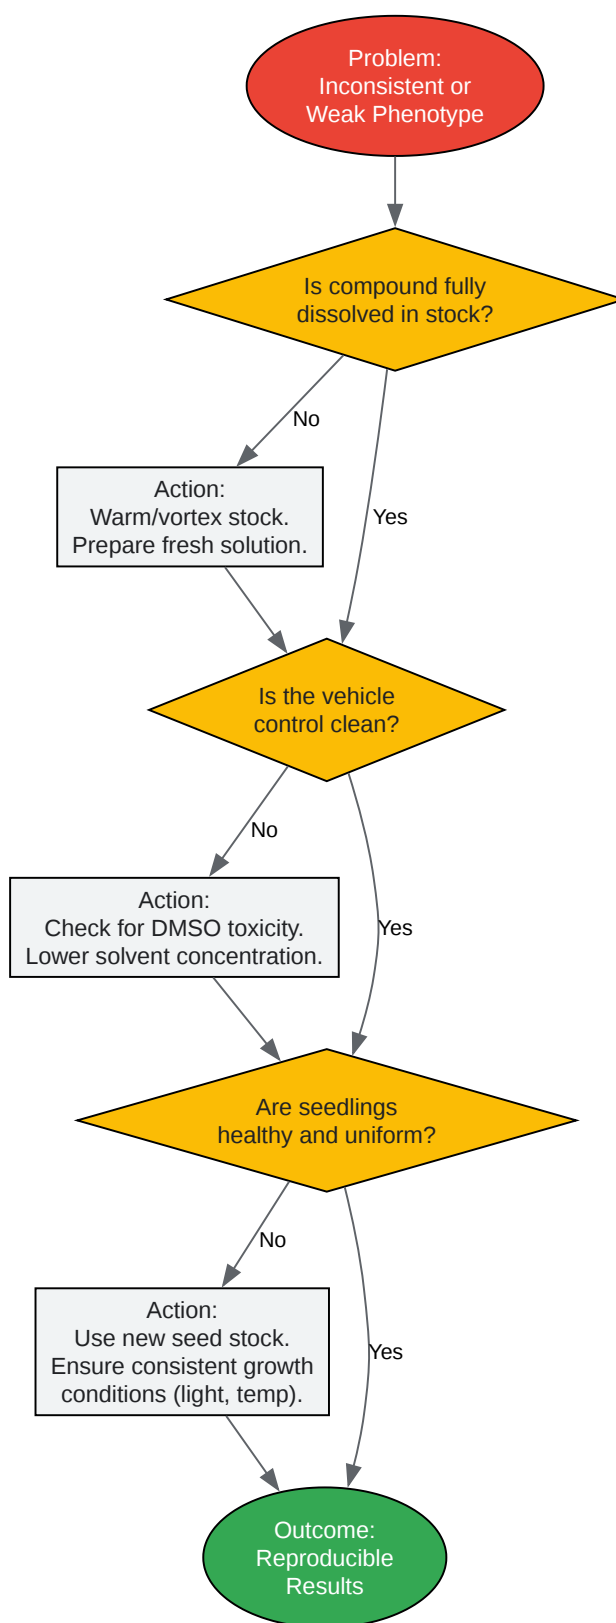 Problem:
Inconsistent or
Weak Phenotype
Is compound fully
dissolved in stock?
No
Yes
Action:
Warm/vortex stock.
Prepare fresh solution.
Is the vehicle
control clean?
No
Yes
Action:
Check for DMSO toxicity.
Lower solvent concentration.
Are seedlings
healthy and uniform?
No
Yes
Action:
Use new seed stock.
Ensure consistent growth
conditions (light, temp).
Outcome:
Reproducible
Results